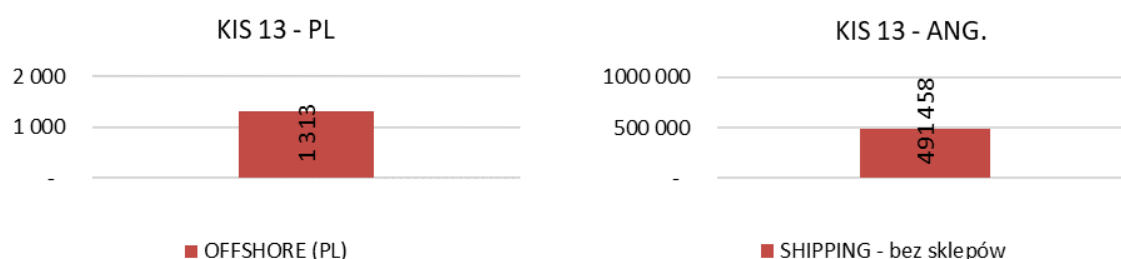 KIS 13 - PL
2 000
1 000
-
1 313
OFFSHORE (PL)
KIS 13 - ANG.
1000 000
500 000
-
491 458
SHIPPING - bez sklepów